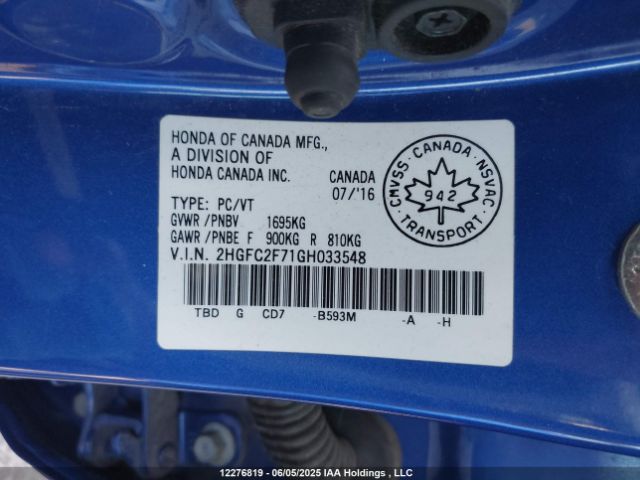 HONDA OF CANADA MFG.,
A DIVISION OF
HONDA CANADA INC.
CANADA
07/'16
TYPE: PC/VT
GVWR /PNBV 1695KG
GAWR /PNBE F 900KG R 810KG
V.I.N. 2HGFC2F71GH033548
TBD G CD7 -B593M -A -H
CMVSS · CANADA · NSVAC
942
TRANSPORT
12276819 - 06/05/2025 IAA Holdings , LLC